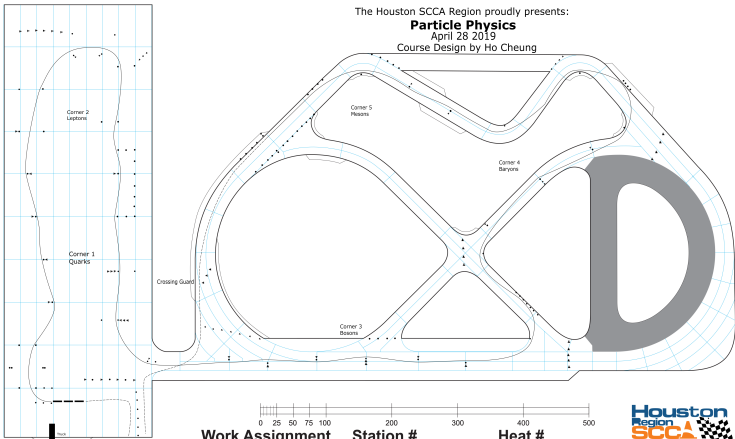 The Houston SCCA Region proudly presents:
Particle Physics
April 28 2019
Course Design by Ho Cheung
Corner 2
Leptons
Corner 5
Mesons
Corner 4
Baryons
Corner 1
Quarks
Crossing Guard
Corner 3
Bosons
0 25 50 75 100 200 300 400 500
Truck
Work Assignment Station # Heat #
Houston
Region
SCCA